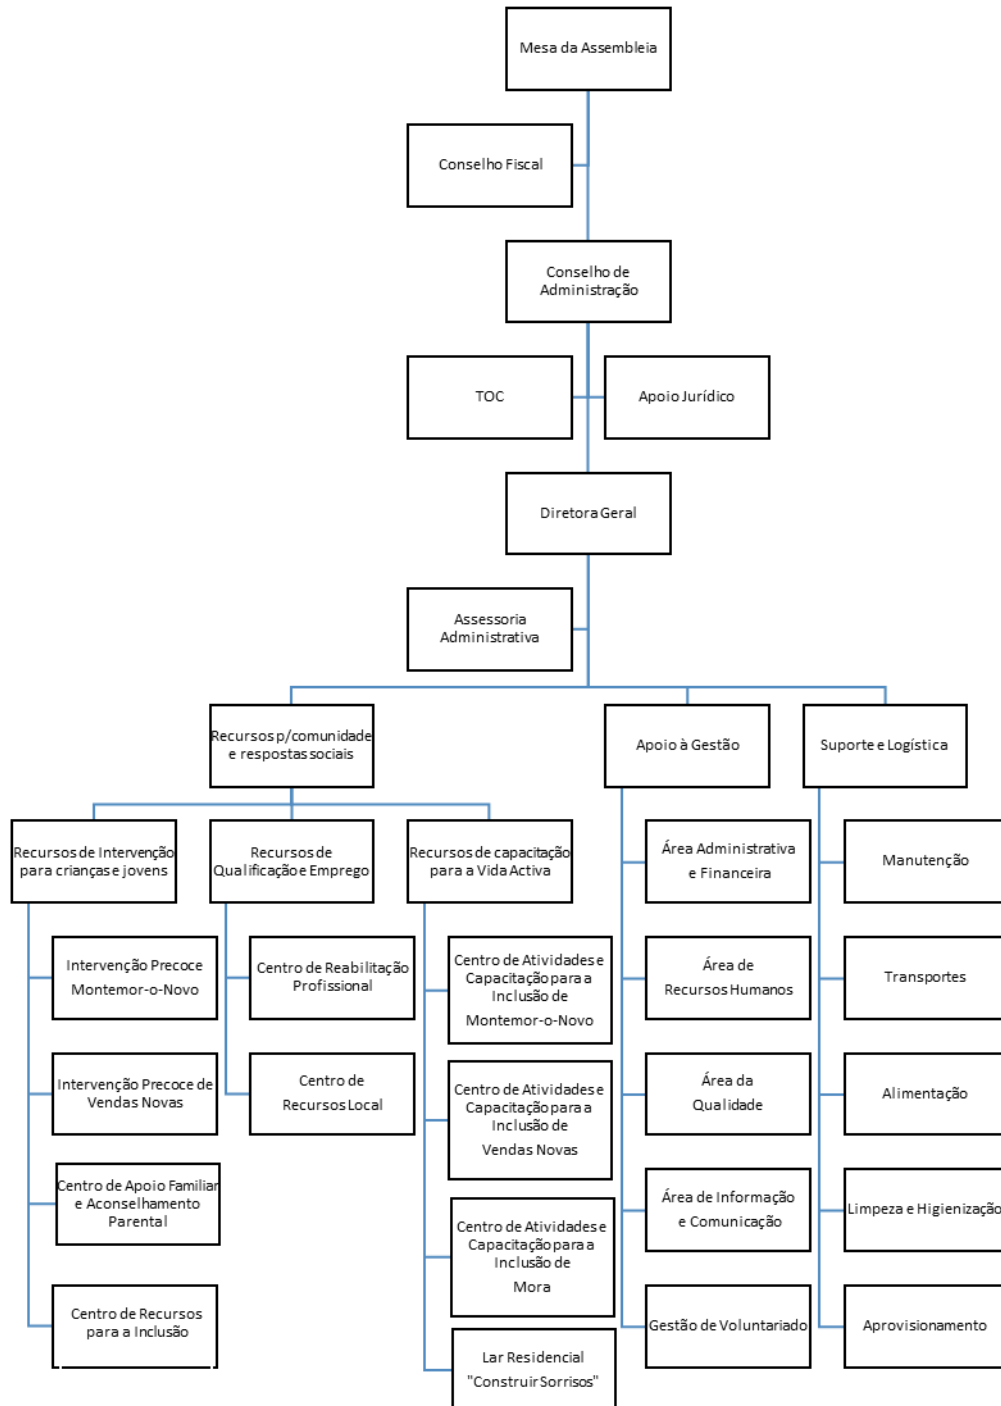 Mesa da Assembleia
Conselho Fiscal
Conselho de
Administração
TOC
Apoio Jurídico
Diretora Geral
Assessoria
Administrativa
Recursos p/comunidade
e respostas sociais
Apoio à Gestão
Suporte e Logística
Recursos de Intervenção
para crianças e jovens
Recursos de
Qualificação e Emprego
Recursos de capacitação
para a Vida Activa
Intervenção Precoce
Montemor-o-Novo
Intervenção Precoce de
Vendas Novas
Centro de Apoio Familiar
e Aconselhamento
Parental
Centro de Recursos
para a Inclusão
Centro de Reabilitação
Profissional
Centro de
Recursos Local
Centro de Atividades e
Capacitação para a
Inclusão de
Montemor-o-Novo
Centro de Atividades e
Capacitação para a
Inclusão de
Vendas Novas
Centro de Atividades e
Capacitação para a
Inclusão de
Mora
Lar Residencial
"Construir Sorrisos"
Área Administrativa
e Financeira
Área de
Recursos Humanos
Área da
Qualidade
Área de Informação
e Comunicação
Gestão de Voluntariado
Manutenção
Transportes
Alimentação
Limpeza e Higienização
Aprovisionamento